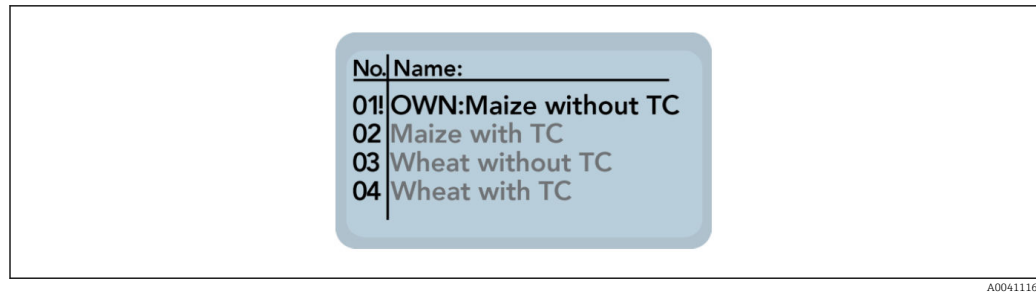 No. Name:
01! OWN:Maize without TC
02 Maize with TC
03 Wheat without TC
04 Wheat with TC
A0041116